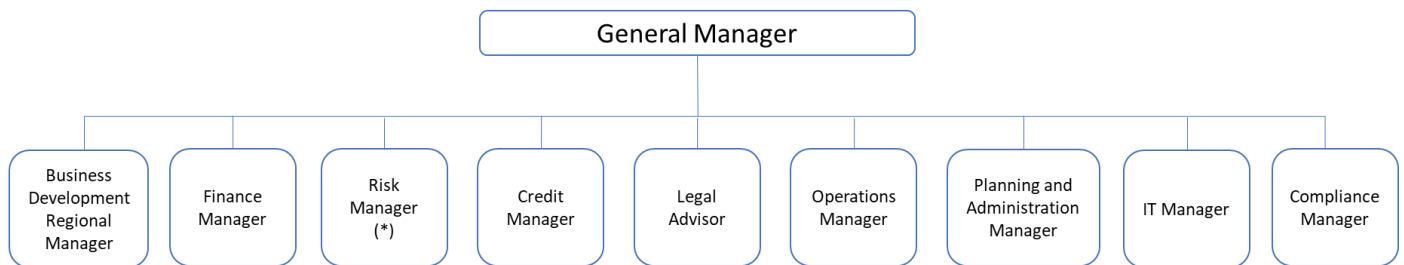 General Manager
Business
Development
Regional
Manager
Finance
Manager
Risk
Manager
(*)
Credit
Manager
Legal
Advisor
Operations
Manager
Planning and
Administration
Manager
IT Manager
Compliance
Manager